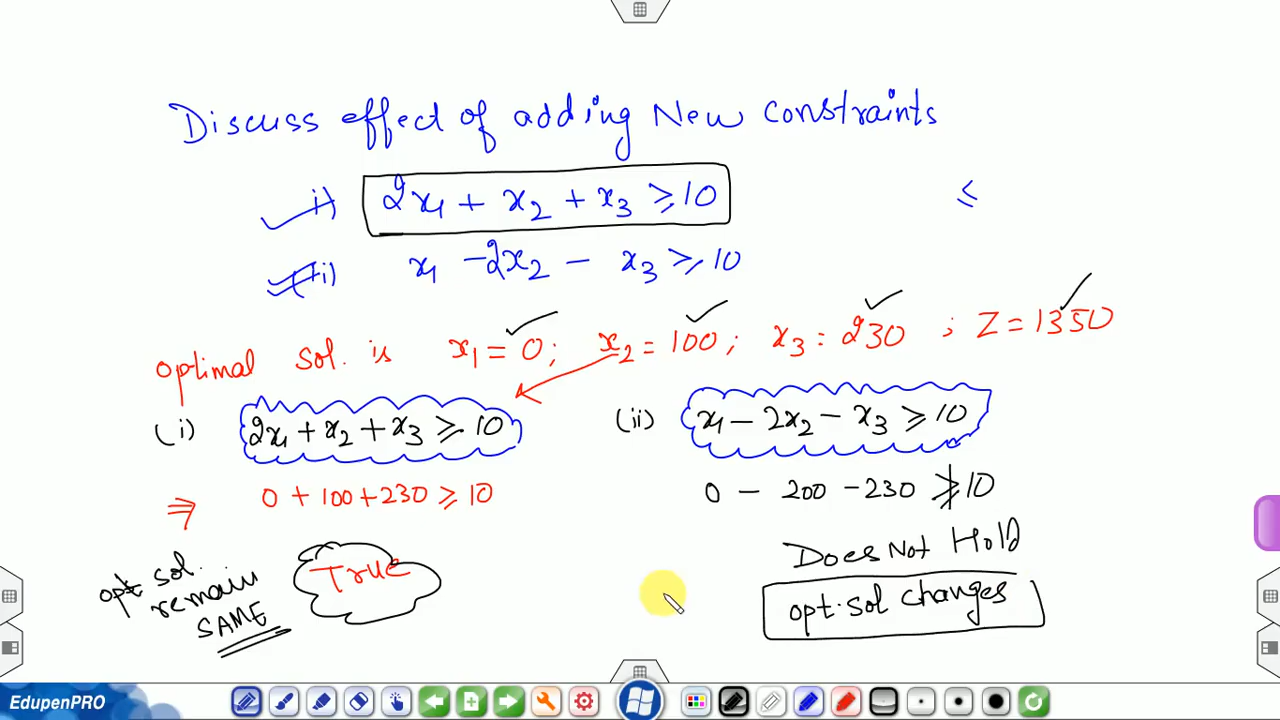 Discuss effect of adding New constraints
i) 2x₁ + x₂ + x₃ ≥ 10
≤
(ii) x₁ - 2x₂ - x₃ ≥ 10
optimal sol. is x₁ = 0; x₂ = 100; x₃ = 230 ; Z = 1350
(i) 2x₁ + x₂ + x₃ ≥ 10
(ii) x₁ - 2x₂ - x₃ ≥ 10
⇒ 0 + 100 + 230 ≥ 10
0 - 200 - 230 ≱ 10
opt sol. remain SAME
True
Does Not Hold
opt. sol changes
EdupenPRO